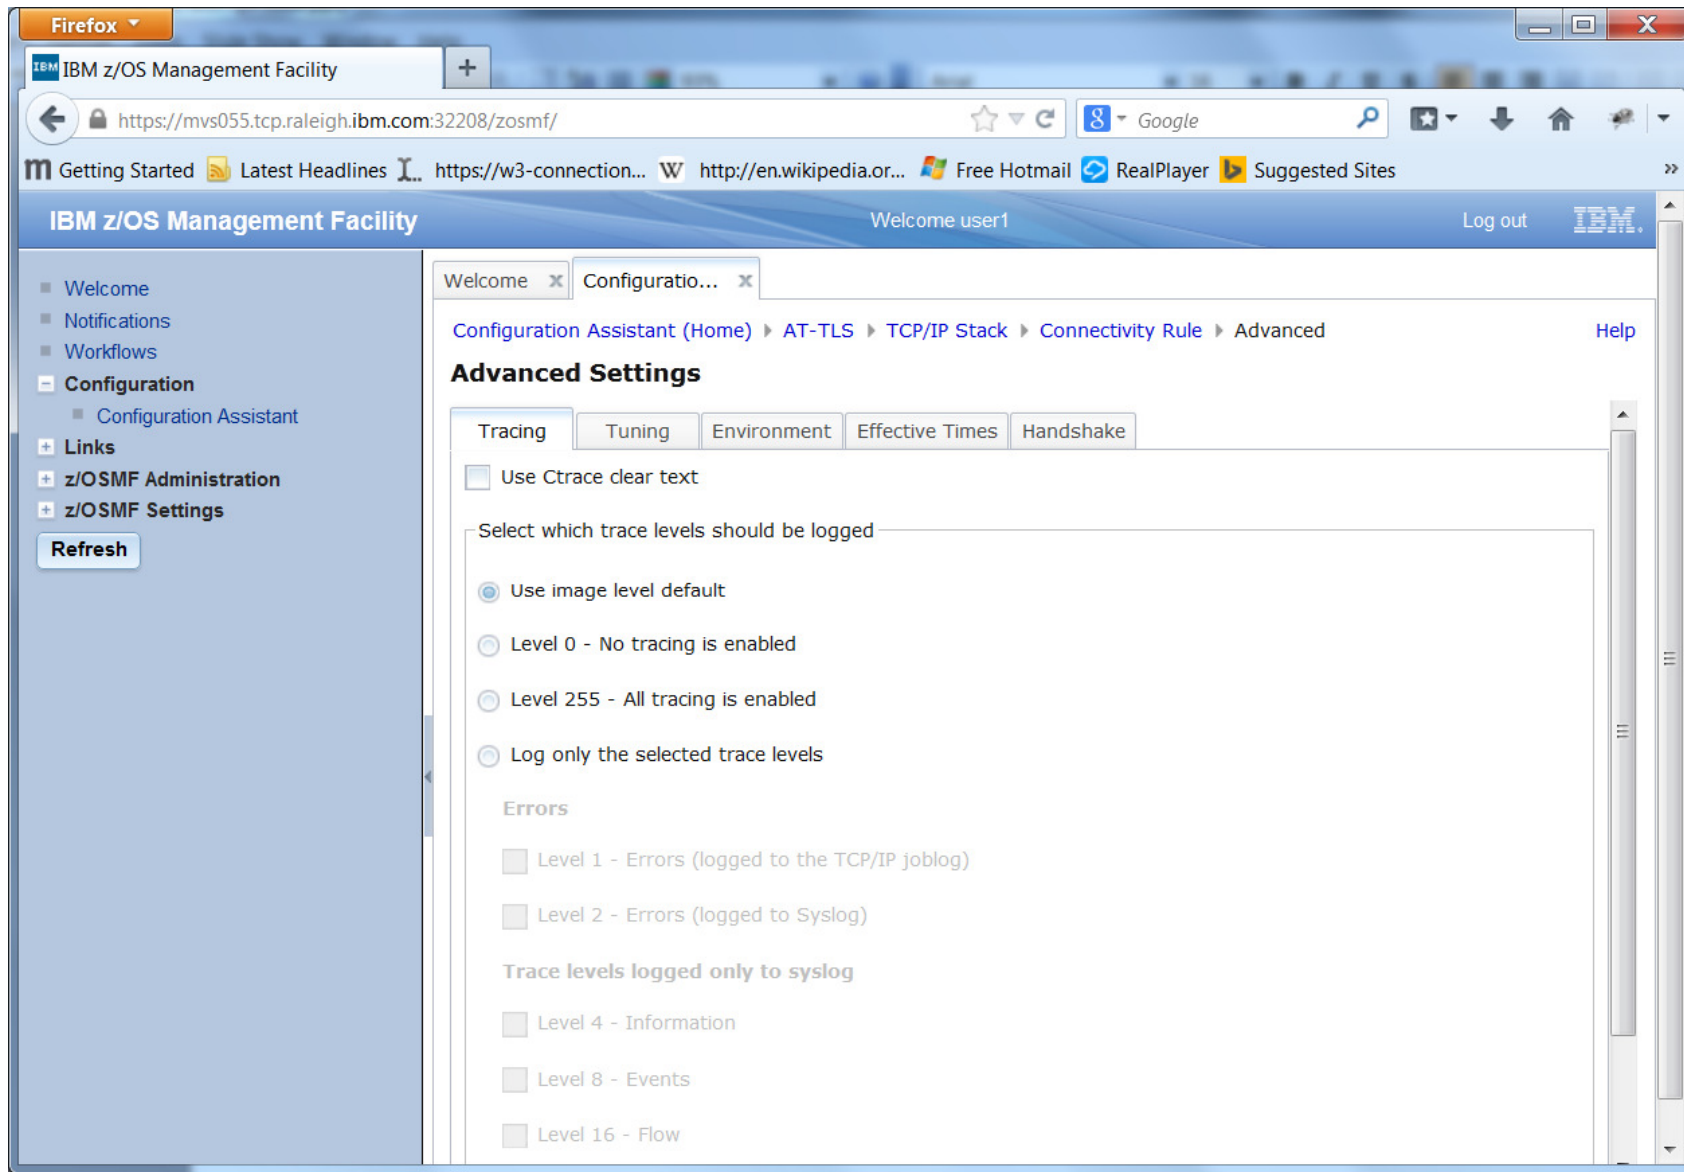 Firefox
IBM IBM z/OS Management Facility +
https://mvs055.tcp.raleigh.ibm.com:32208/zosmf/ 8 Google
m Getting Started Latest Headlines I.. https://w3-connection... W http://en.wikipedia.or... Free Hotmail RealPlayer Suggested Sites »
IBM z/OS Management Facility Welcome user1 Log out IBM.
Welcome
Notifications
Workflows
Configuration
Configuration Assistant
Links
z/OSMF Administration
z/OSMF Settings
Refresh
Welcome x Configuratio... x
Configuration Assistant (Home) AT-TLS TCP/IP Stack Connectivity Rule Advanced Help
Advanced Settings
Tracing Tuning Environment Effective Times Handshake
Use Ctrace clear text
Select which trace levels should be logged
Use image level default
Level 0 - No tracing is enabled
Level 255 - All tracing is enabled
Log only the selected trace levels
Errors
Level 1 - Errors (logged to the TCP/IP joblog)
Level 2 - Errors (logged to Syslog)
Trace levels logged only to syslog
Level 4 - Information
Level 8 - Events
Level 16 - Flow